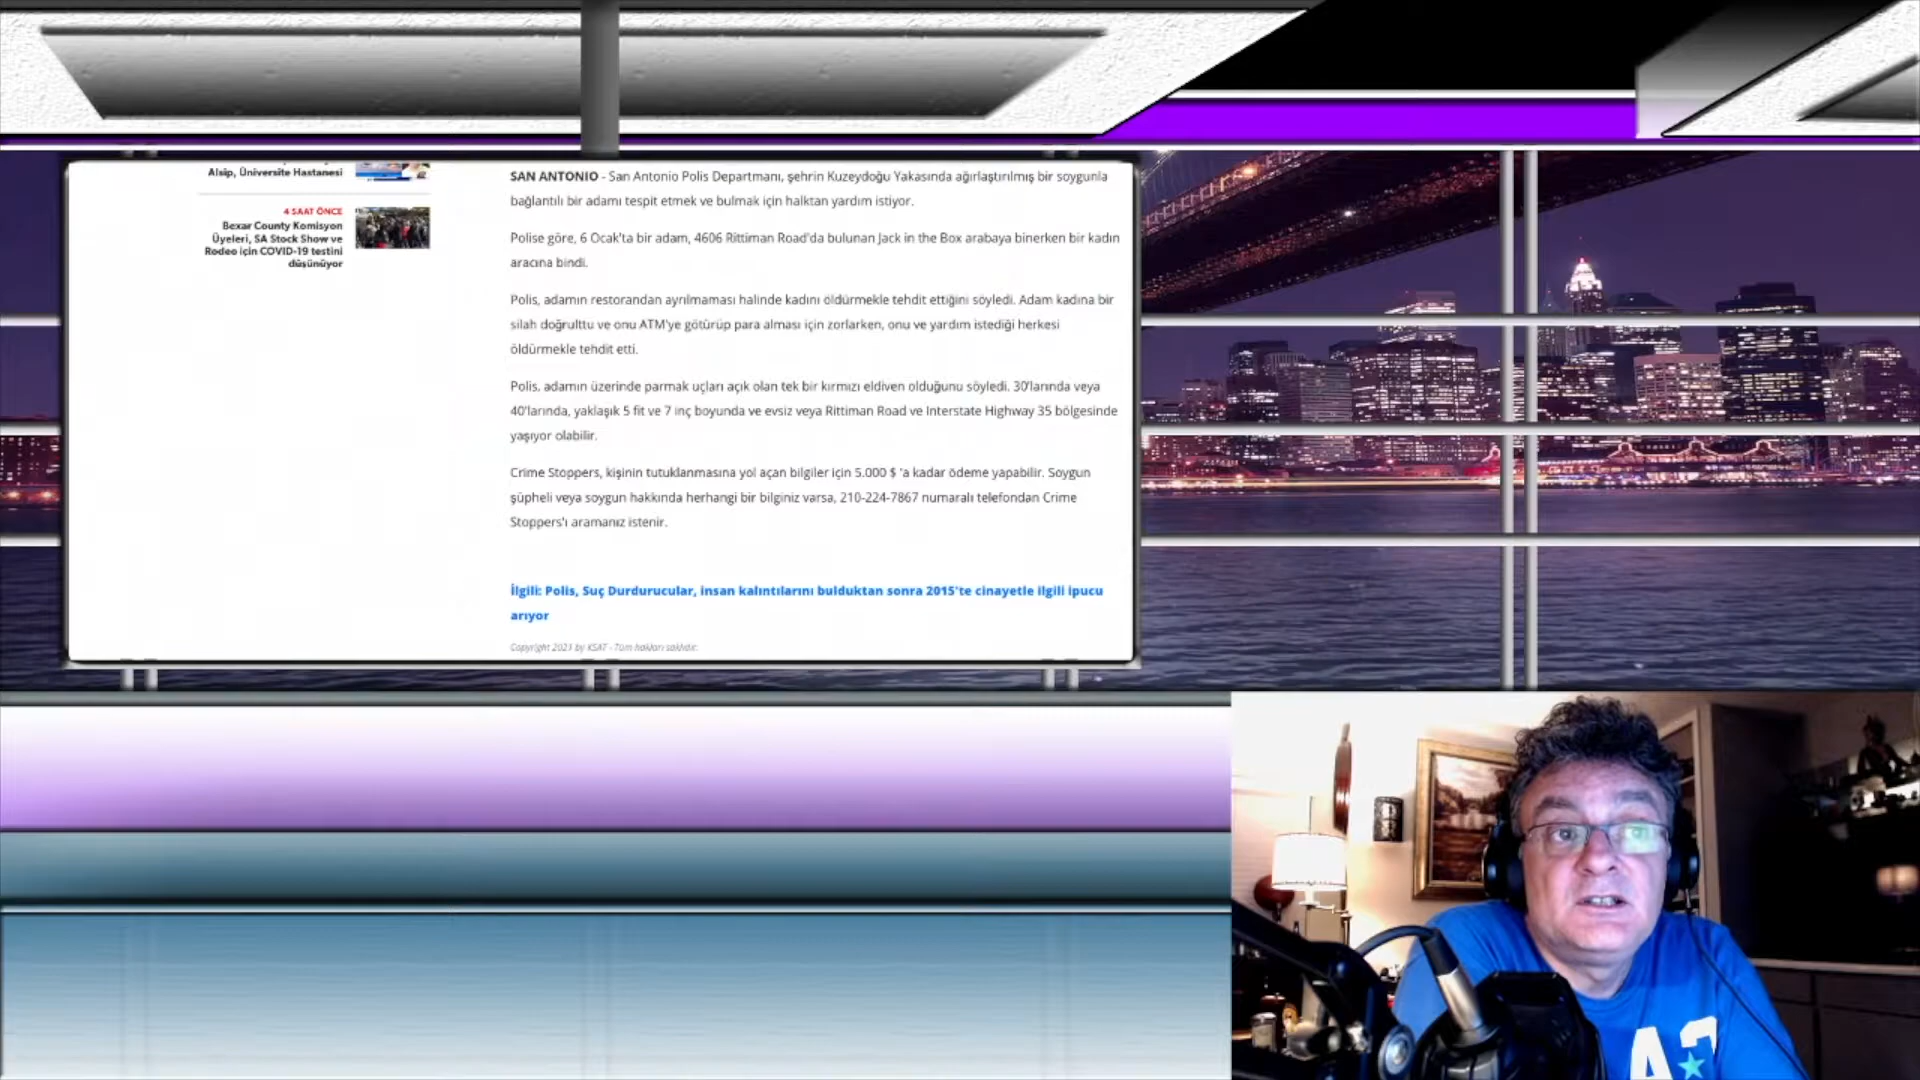 Alsip, Üniversite Hastanesi
4 SAAT ÖNCE
Bexar County Komisyon
Üyeleri, SA Stock Show ve
Rodeo için COVID-19 testini
düşünüyor
SAN ANTONIO - San Antonio Polis Departmanı, şehrin Kuzeydoğu Yakasında ağırlaştırılmış bir soygunla
bağlantılı bir adamı tespit etmek ve bulmak için halktan yardım istiyor.
Polise göre, 6 Ocak'ta bir adam, 4606 Rittiman Road'da bulunan Jack in the Box arabaya binerken bir kadın
aracına bindi.
Polis, adamın restorandan ayrılmaması halinde kadını öldürmekle tehdit ettiğini söyledi. Adam kadına bir
silah doğrulttu ve onu ATM'ye götürüp para alması için zorlarken, onu ve yardım istediği herkesi
öldürmekle tehdit etti.
Polis, adamın üzerinde parmak uçları açık olan tek bir kırmızı eldiven olduğunu söyledi. 30'larında veya
40'larında, yaklaşık 5 fit ve 7 inç boyunda ve evsiz veya Rittiman Road ve Interstate Highway 35 bölgesinde
yaşıyor olabilir.
Crime Stoppers, kişinin tutuklanmasına yol açan bilgiler için 5.000 $ 'a kadar ödeme yapabilir. Soygun
şüpheli veya soygun hakkında herhangi bir bilginiz varsa, 210-224-7867 numaralı telefondan Crime
Stoppers'ı aramanız istenir.
İlgili: Polis, Suç Durdurucular, insan kalıntılarını bulduktan sonra 2015'te cinayetle ilgili ipucu
arıyor
Copyright 2021 by KSAT - Tüm hakları saklıdır.